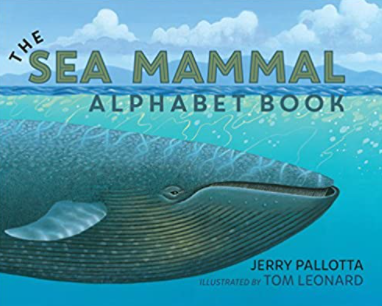 THE
SEA MAMMAL
ALPHABET BOOK
JERRY PALLOTTA
ILLUSTRATED BY TOM LEONARD